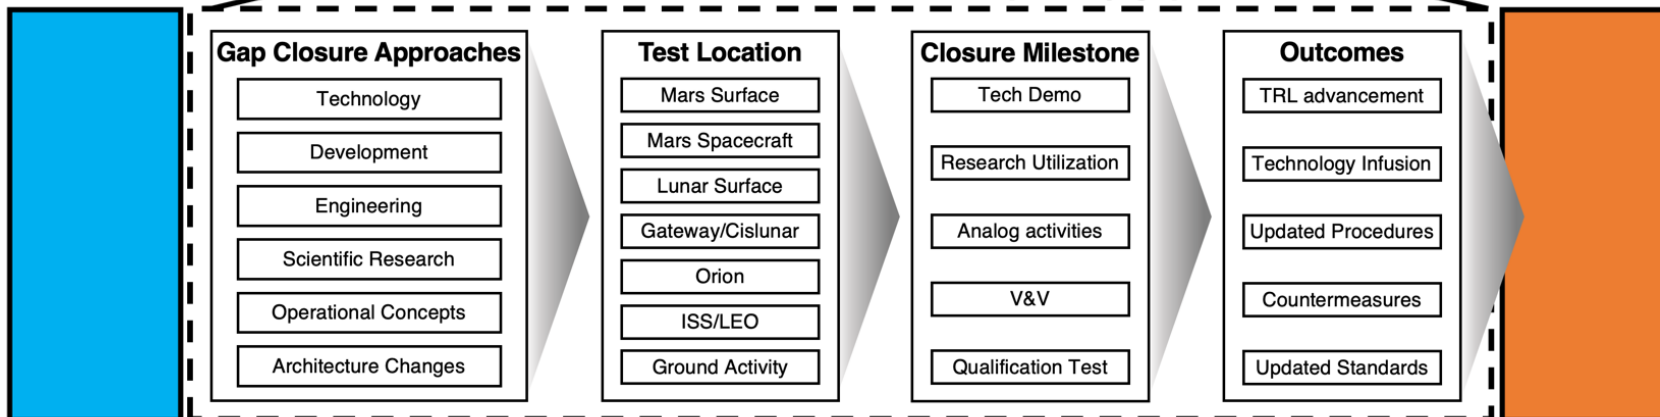 Gap Closure Approaches
Technology
Development
Engineering
Scientific Research
Operational Concepts
Architecture Changes
Test Location
Mars Surface
Mars Spacecraft
Lunar Surface
Gateway/Cislunar
Orion
ISS/LEO
Ground Activity
Closure Milestone
Tech Demo
Research Utilization
Analog activities
V&V
Qualification Test
Outcomes
TRL advancement
Technology Infusion
Updated Procedures
Countermeasures
Updated Standards